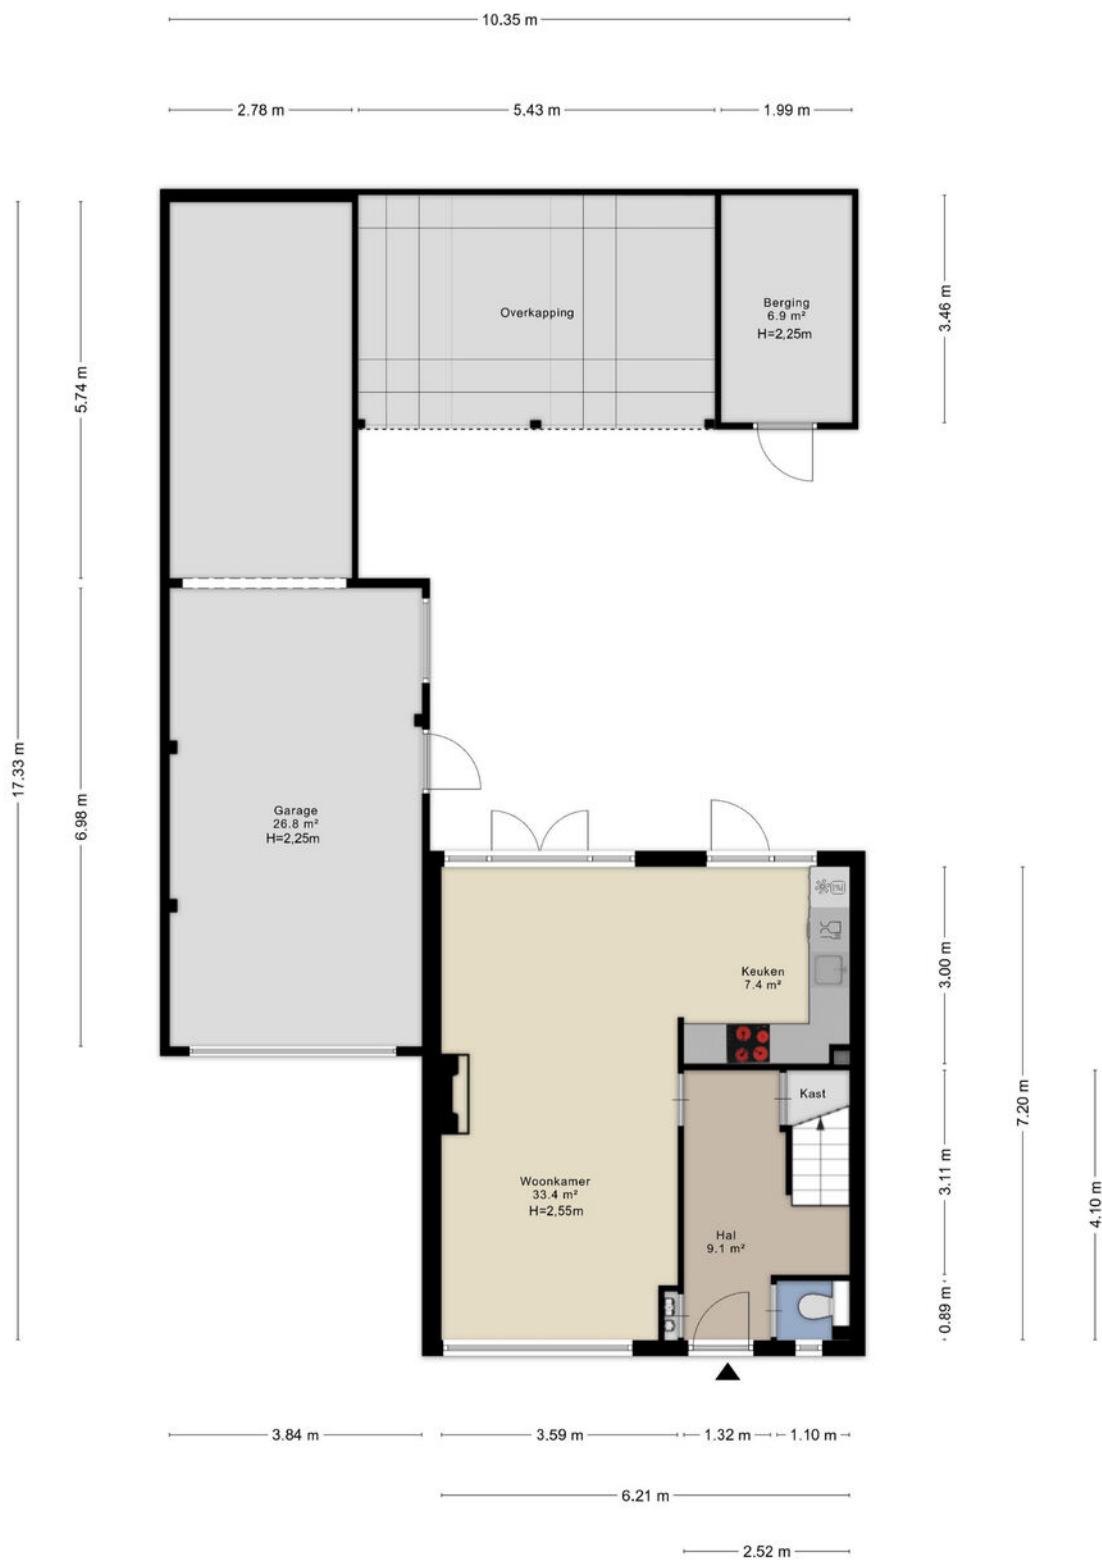 10.35 m
2.78 m
5.43 m
1.99 m
Overkapping
Berging
6.9 m²
H=2,25m
3.46 m
5.74 m
17.33 m
6.98 m
Garage
26.8 m²
H=2,25m
Keuken
7.4 m²
3.00 m
Kast
7.20 m
3.11 m
4.10 m
Woonkamer
33.4 m²
H=2,55m
Hal
9.1 m²
0.89 m
3.84 m
3.59 m
1.32 m
1.10 m
6.21 m
2.52 m